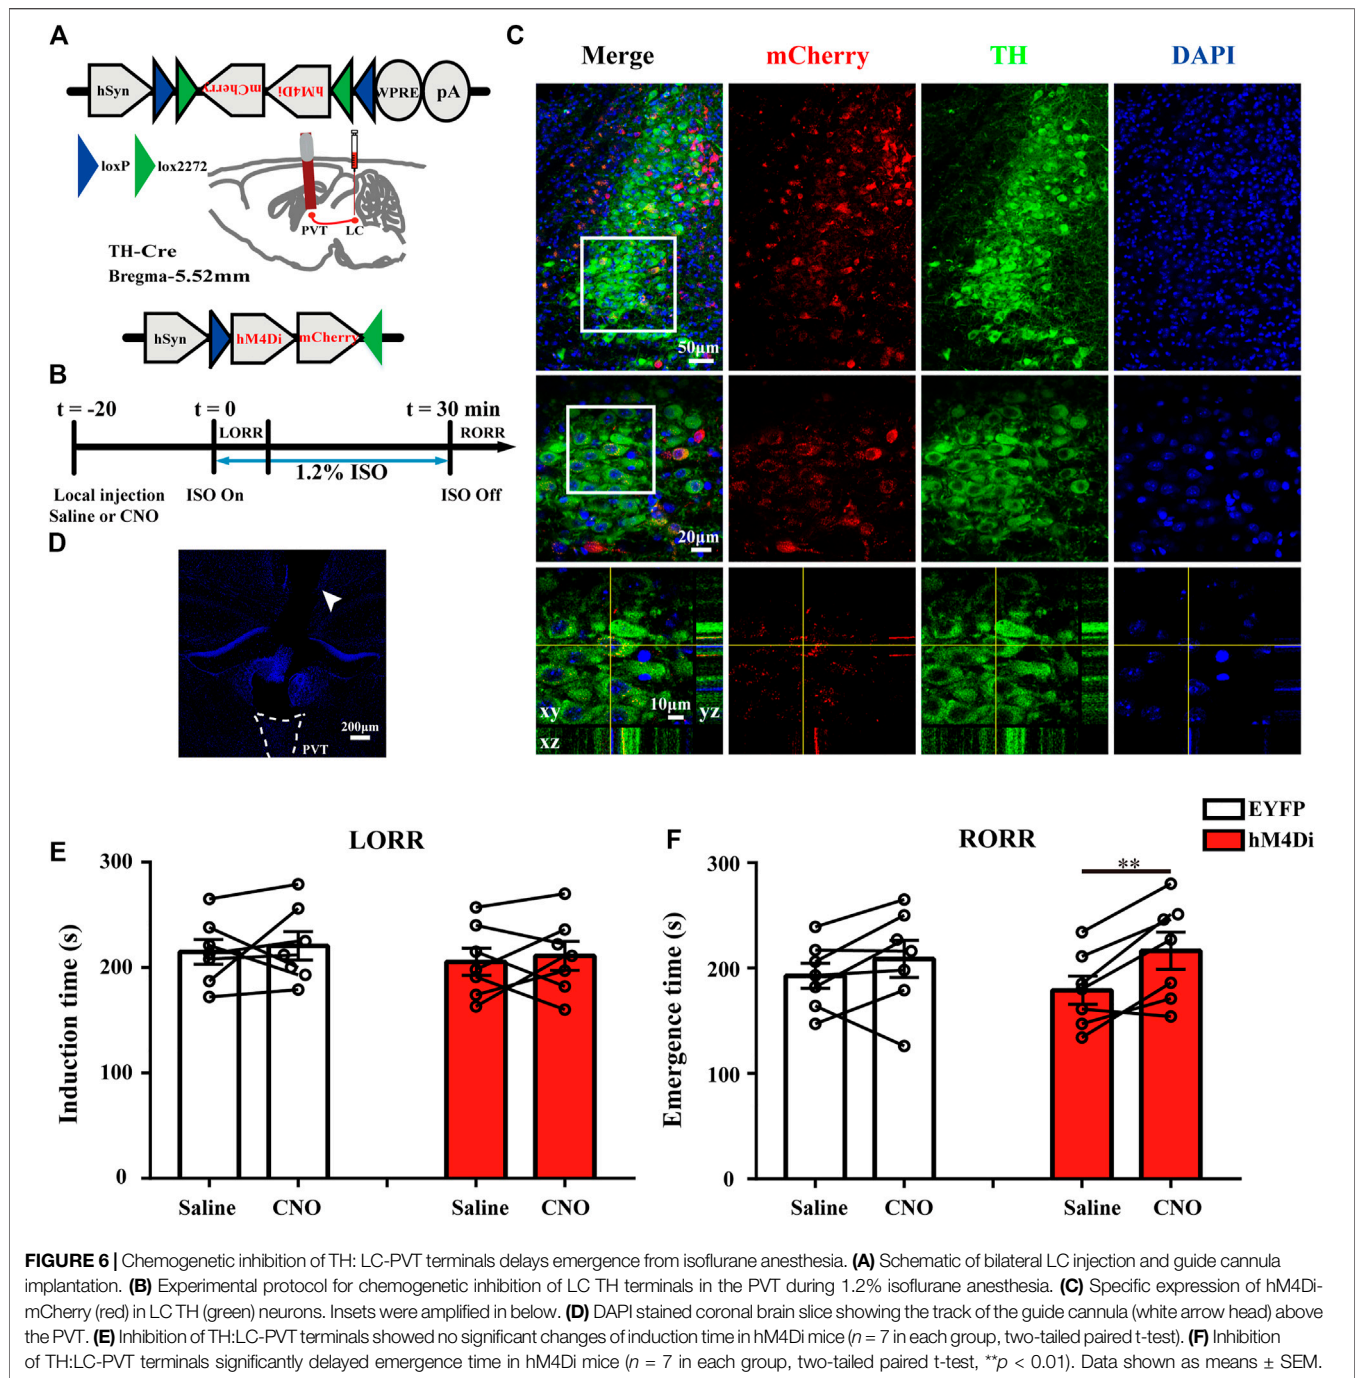 A
hSyn
mCherry
hM4Di
WPRE
pA
loxP
lox2272
PVT
LC
TH-Cre
Bregma-5.52mm
hSyn
hM4Di
mCherry
B
t = -20
t = 0
t = 30 min
LORR
RORR
1.2% ISO
Local injection
Saline or CNO
ISO On
ISO Off
C
Merge
mCherry
TH
DAPI
50μm
20μm
xy
10μm
yz
xz
D
200μm
PVT
E
LORR
Induction time (s)
300
200
100
0
Saline
CNO
Saline
CNO
F
RORR
EYFP
hM4Di
**
Emergence time (s)
300
200
100
0
Saline
CNO
Saline
CNO
FIGURE 6 | Chemogenetic inhibition of TH: LC-PVT terminals delays emergence from isoflurane anesthesia. (A) Schematic of bilateral LC injection and guide cannula
implantation. (B) Experimental protocol for chemogenetic inhibition of LC TH terminals in the PVT during 1.2% isoflurane anesthesia. (C) Specific expression of hM4Di-
mCherry (red) in LC TH (green) neurons. Insets were amplified in below. (D) DAPI stained coronal brain slice showing the track of the guide cannula (white arrow head) above
the PVT. (E) Inhibition of TH:LC-PVT terminals showed no significant changes of induction time in hM4Di mice (n = 7 in each group, two-tailed paired t-test). (F) Inhibition
of TH:LC-PVT terminals significantly delayed emergence time in hM4Di mice (n = 7 in each group, two-tailed paired t-test, **p < 0.01). Data shown as means ± SEM.